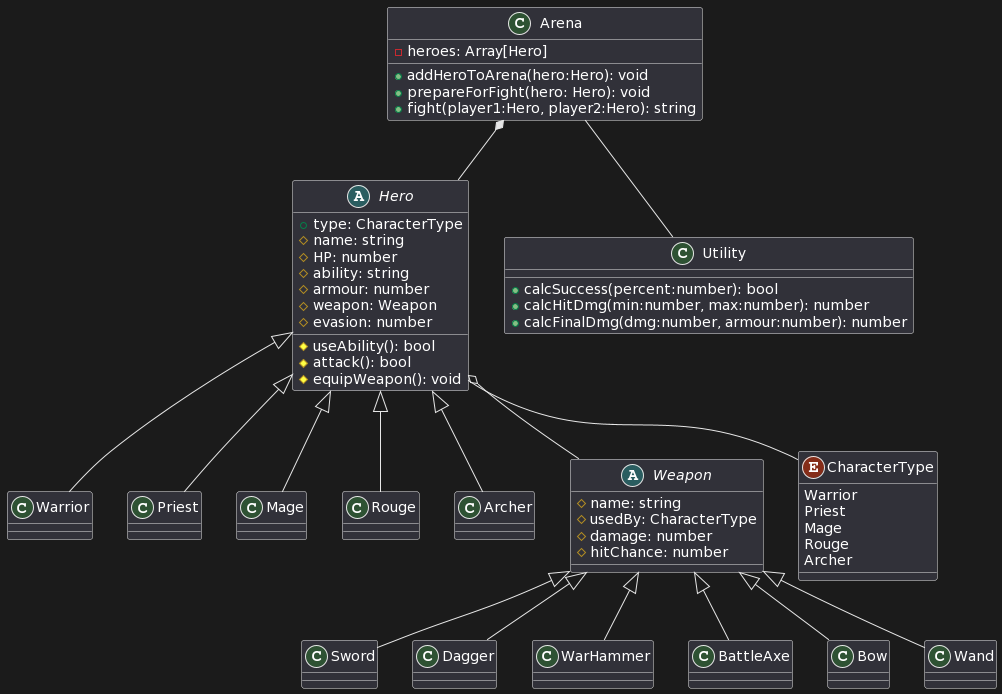 C Arena
heroes: Array[Hero]
addHeroToArena(hero:Hero): void
prepareForFight(hero: Hero): void
fight(player1:Hero, player2:Hero): string
A Hero
type: CharacterType
name: string
HP: number
ability: string
armour: number
weapon: Weapon
evasion: number
useAbility(): bool
attack(): bool
equipWeapon(): void
C Utility
calcSuccess(percent:number): bool
calcHitDmg(min:number, max:number): number
calcFinalDmg(dmg:number, armour:number): number
C Warrior
C Priest
C Mage
C Rouge
C Archer
A Weapon
name: string
usedBy: CharacterType
damage: number
hitChance: number
E CharacterType
Warrior
Priest
Mage
Rouge
Archer
C Sword
C Dagger
C WarHammer
C BattleAxe
C Bow
C Wand